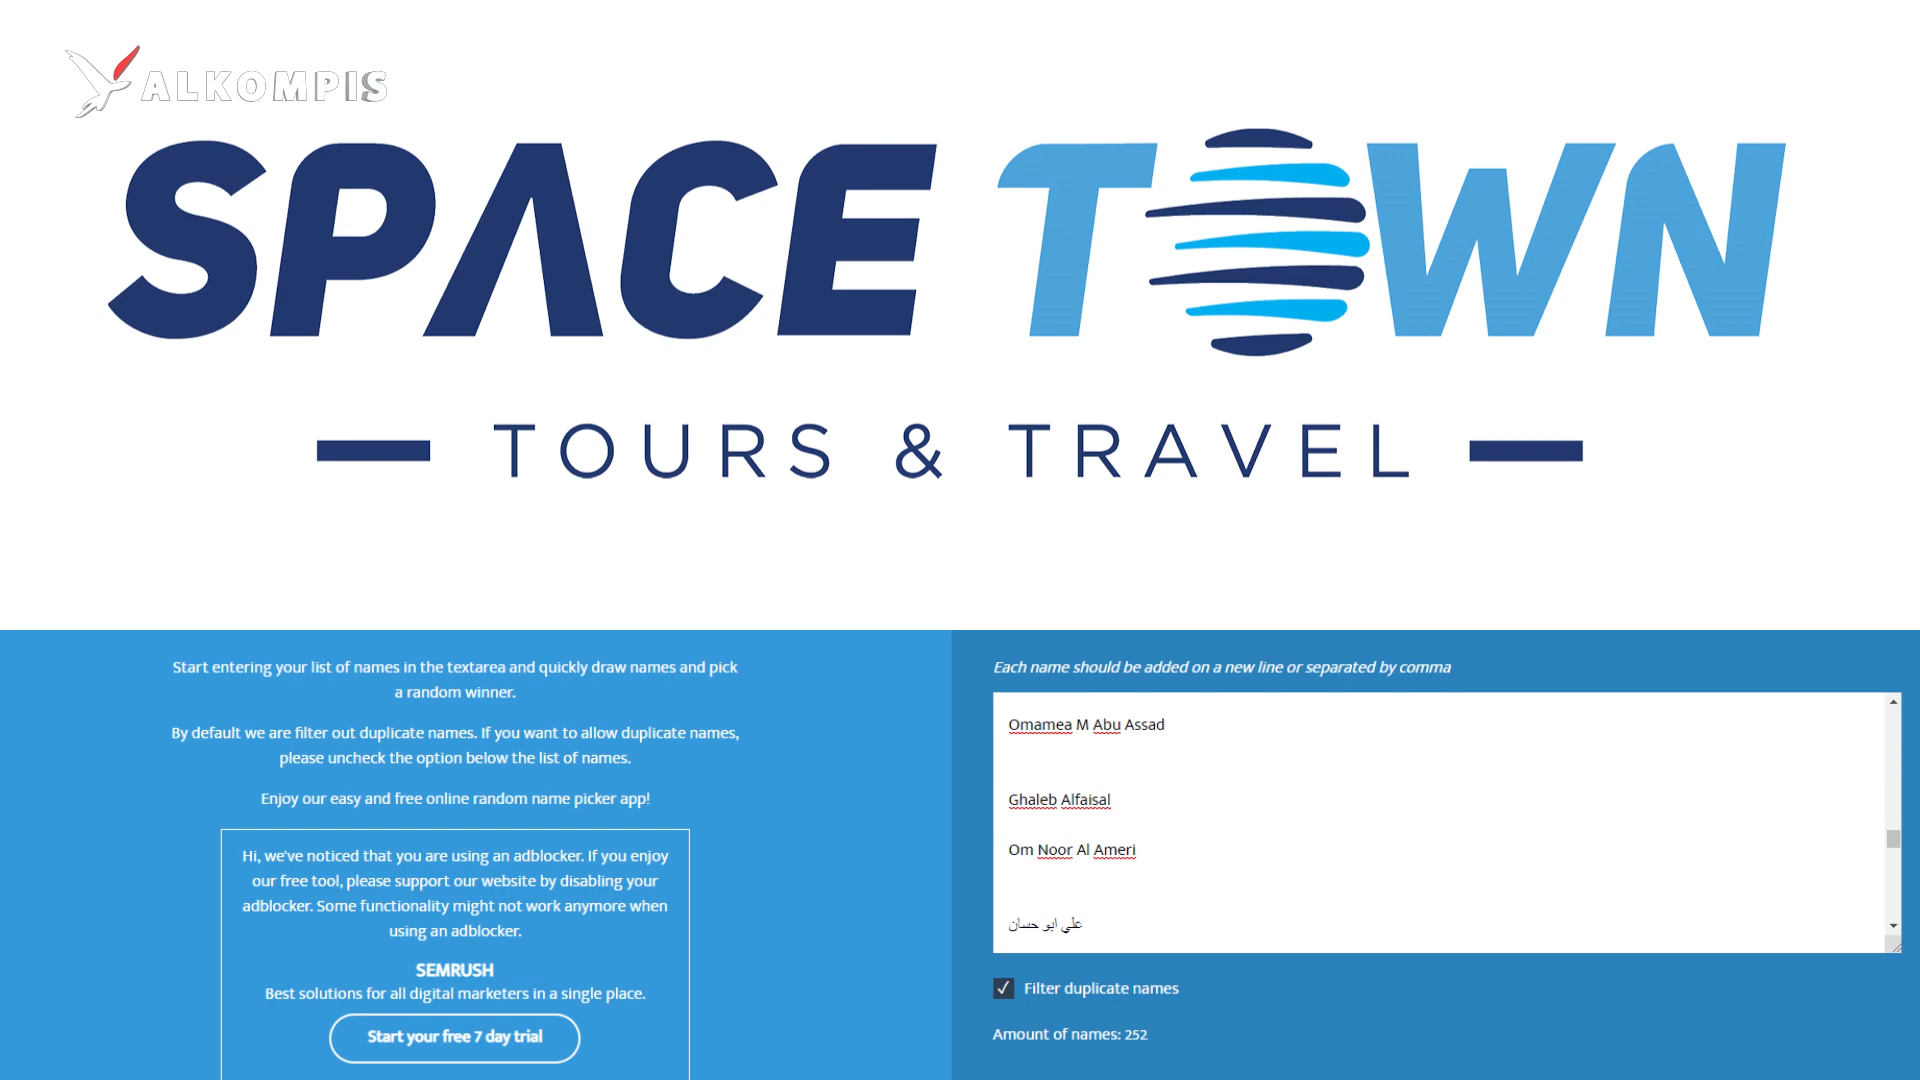 ALKOMPIS
SPACE TOWN
TOURS & TRAVEL
Start entering your list of names in the textarea and quickly draw names and pick
a random winner.
By default we are filter out duplicate names. If you want to allow duplicate names,
please uncheck the option below the list of names.
Enjoy our easy and free online random name picker app!
Hi, we've noticed that you are using an adblocker. If you enjoy
our free tool, please support our website by disabling your
adblocker. Some functionality might not work anymore when
using an adblocker.
SEMRUSH
Best solutions for all digital marketers in a single place.
Start your free 7 day trial
Each name should be added on a new line or separated by comma
Omamea M Abu Assad
Ghaleb Alfaisal
Om Noor Al Ameri
علي ابو حسان
Filter duplicate names
Amount of names: 252